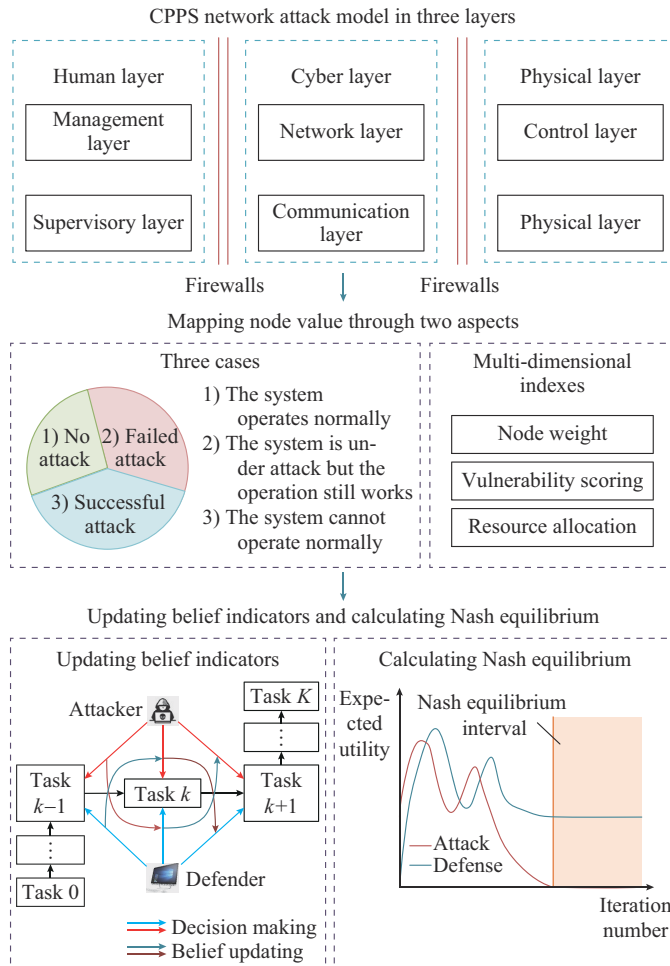 CPPS network attack model in three layers
Human layer
Management
layer
Supervisory layer
Cyber layer
Network layer
Communication
layer
Physical layer
Control layer
Physical layer
Firewalls
Firewalls
Mapping node value through two aspects
Three cases
1) No
attack
2) Failed
attack
3) Successful
attack
1) The system
operates normally
2) The system is un-
der attack but the
operation still works
3) The system cannot
operate normally
Multi-dimensional
indexes
Node weight
Vulnerability scoring
Resource allocation
Updating belief indicators and calculating Nash equilibrium
Updating belief indicators
Attacker
Task K
⋮
Task
k−1
Task k
Task
k+1
⋮
Task 0
Defender
Decision making
Belief updating
Calculating Nash equilibrium
Expe-
cted
utility
Nash equilibrium
interval
Attack
Defense
Iteration
number